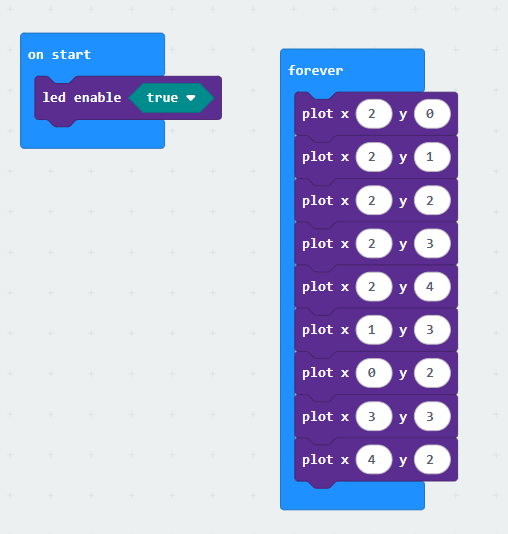 on start
led enable true
forever
plot x 2 y 0
plot x 2 y 1
plot x 2 y 2
plot x 2 y 3
plot x 2 y 4
plot x 1 y 3
plot x 0 y 2
plot x 3 y 3
plot x 4 y 2